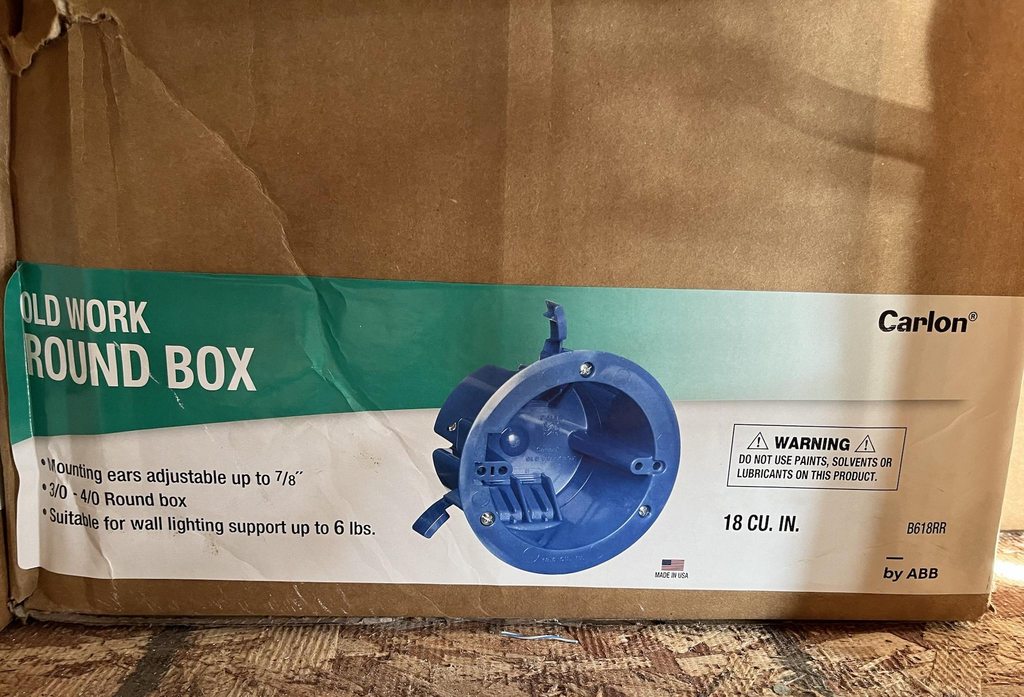 OLD WORK
ROUND BOX
• Mounting ears adjustable up to 7/8″
• 3/0 - 4/0 Round box
• Suitable for wall lighting support up to 6 lbs.
MADE IN USA
Carlon®
WARNING
DO NOT USE PAINTS, SOLVENTS OR
LUBRICANTS ON THIS PRODUCT.
18 CU. IN.
B618RR
by ABB